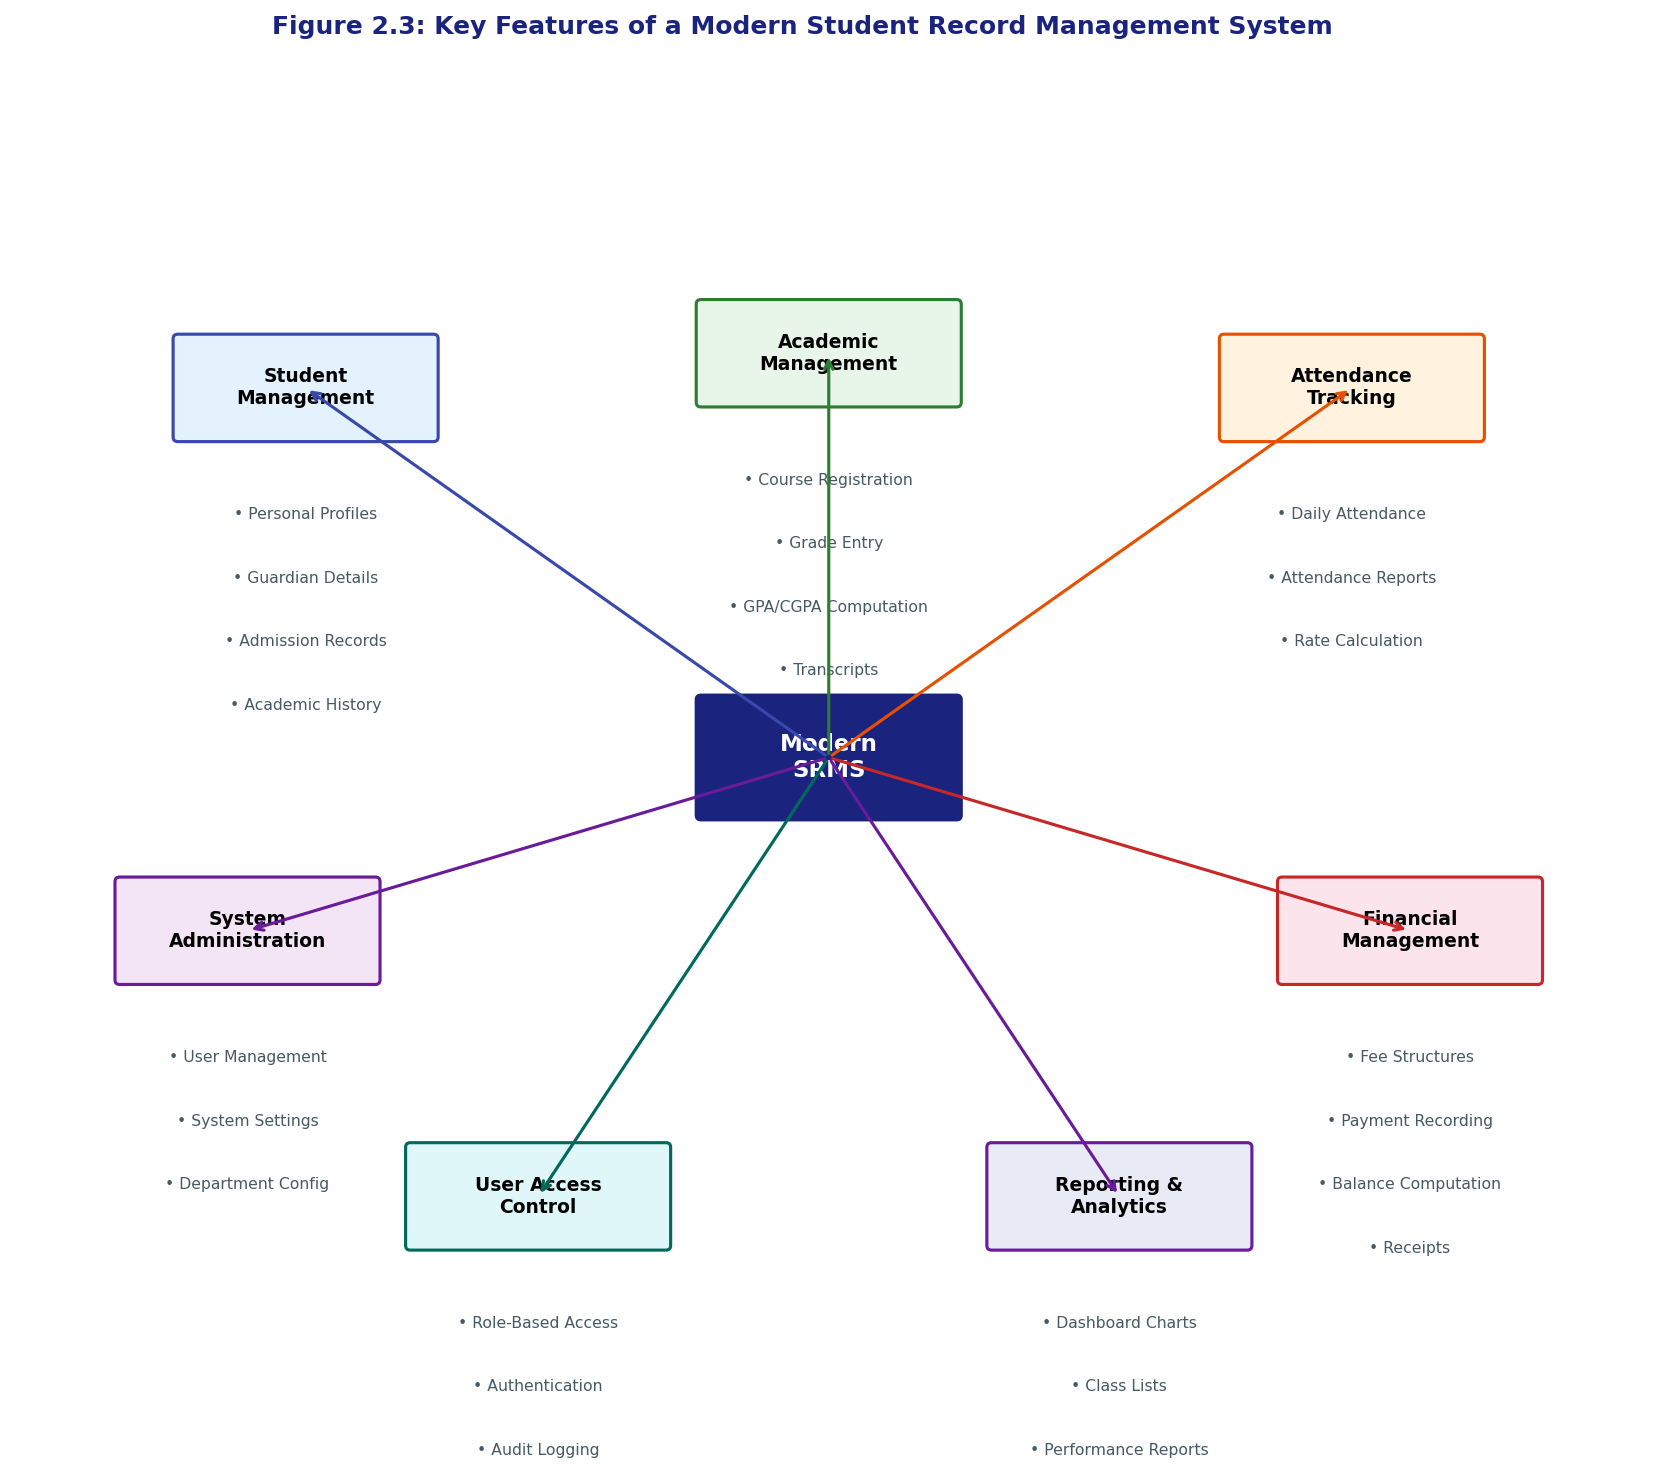 Figure 2.3: Key Features of a Modern Student Record Management System
Student
Management
• Personal Profiles
• Guardian Details
• Admission Records
• Academic History
Academic
Management
• Course Registration
• Grade Entry
• GPA/CGPA Computation
• Transcripts
Attendance
Tracking
• Daily Attendance
• Attendance Reports
• Rate Calculation
Modern
SRMS
System
Administration
• User Management
• System Settings
• Department Config
Financial
Management
• Fee Structures
• Payment Recording
• Balance Computation
• Receipts
User Access
Control
• Role-Based Access
• Authentication
• Audit Logging
Reporting &
Analytics
• Dashboard Charts
• Class Lists
• Performance Reports